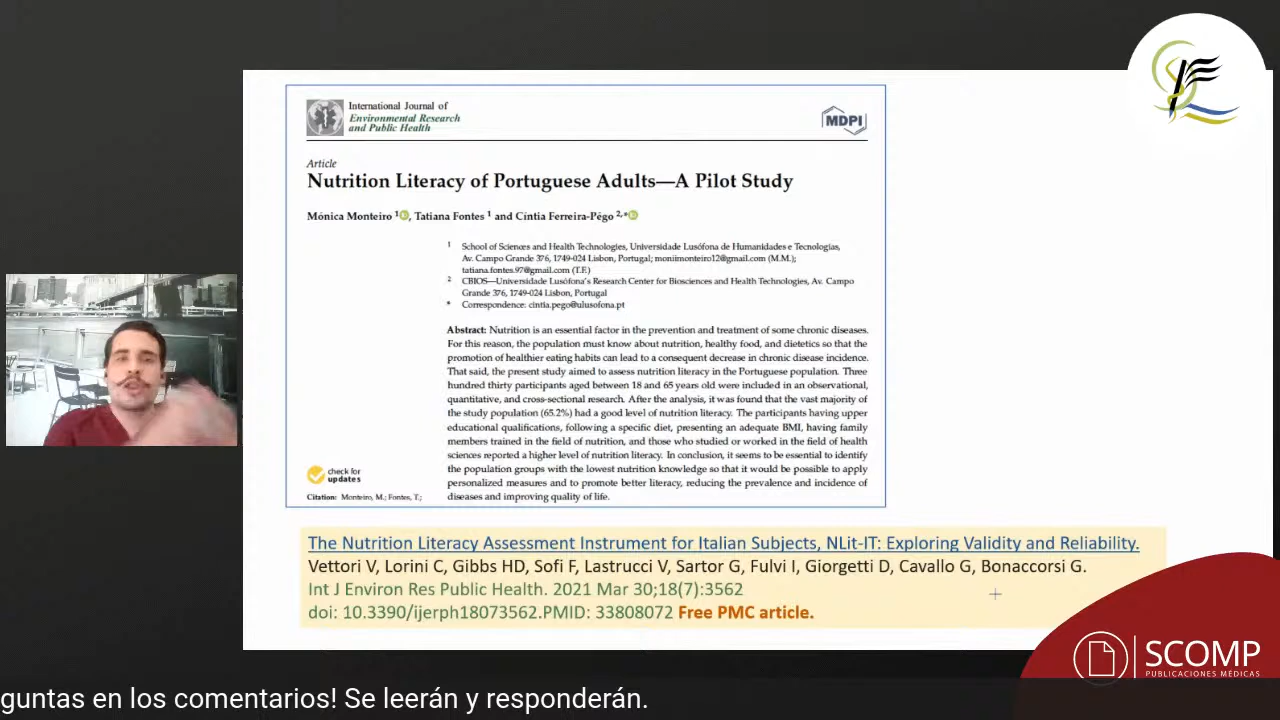 International Journal of
Environmental Research
and Public Health
MDPI
Article
Nutrition Literacy of Portuguese Adults—A Pilot Study
Mónica Monteiro 1, Tatiana Fontes 1 and Cíntia Ferreira-Pêgo 2,*
1 School of Sciences and Health Technologies, Universidade Lusófona de Humanidades e Tecnologias,
Av. Campo Grande 376, 1749-024 Lisbon, Portugal; moniimonteiro12@gmail.com (M.M.);
tatiana.fontes.97@gmail.com (T.F.)
2 CBIOS—Universidade Lusófona's Research Center for Biosciences and Health Technologies, Av. Campo
Grande 376, 1749-024 Lisbon, Portugal
* Correspondence: cintia.pego@ulusofona.pt
Abstract: Nutrition is an essential factor in the prevention and treatment of some chronic diseases.
For this reason, the population must know about nutrition, healthy food, and dietetics so that the
promotion of healthier eating habits can lead to a consequent decrease in chronic disease incidence.
That said, the present study aimed to assess nutrition literacy in the Portuguese population. Three
hundred thirty participants aged between 18 and 65 years old were included in an observational,
quantitative, and cross-sectional research. After the analysis, it was found that the vast majority of
the study population (65.2%) had a good level of nutrition literacy. The participants having upper
educational qualifications, following a specific diet, presenting an adequate BMI, having family
members trained in the field of nutrition, and those who studied or worked in the field of health
sciences reported a higher level of nutrition literacy. In conclusion, it seems to be essential to identify
the population groups with the lowest nutrition knowledge so that it would be possible to apply
personalized measures and to promote better literacy, reducing the prevalence and incidence of
diseases and improving quality of life.
check for
updates
Citation: Monteiro, M.; Fontes, T.;
The Nutrition Literacy Assessment Instrument for Italian Subjects, NLit-IT: Exploring Validity and Reliability.
Vettori V, Lorini C, Gibbs HD, Sofi F, Lastrucci V, Sartor G, Fulvi I, Giorgetti D, Cavallo G, Bonaccorsi G.
Int J Environ Res Public Health. 2021 Mar 30;18(7):3562
doi: 10.3390/ijerph18073562.PMID: 33808072 Free PMC article.
SCOMP
PUBLICACIONES MÉDICAS
guntas en los comentarios! Se leerán y responderán.